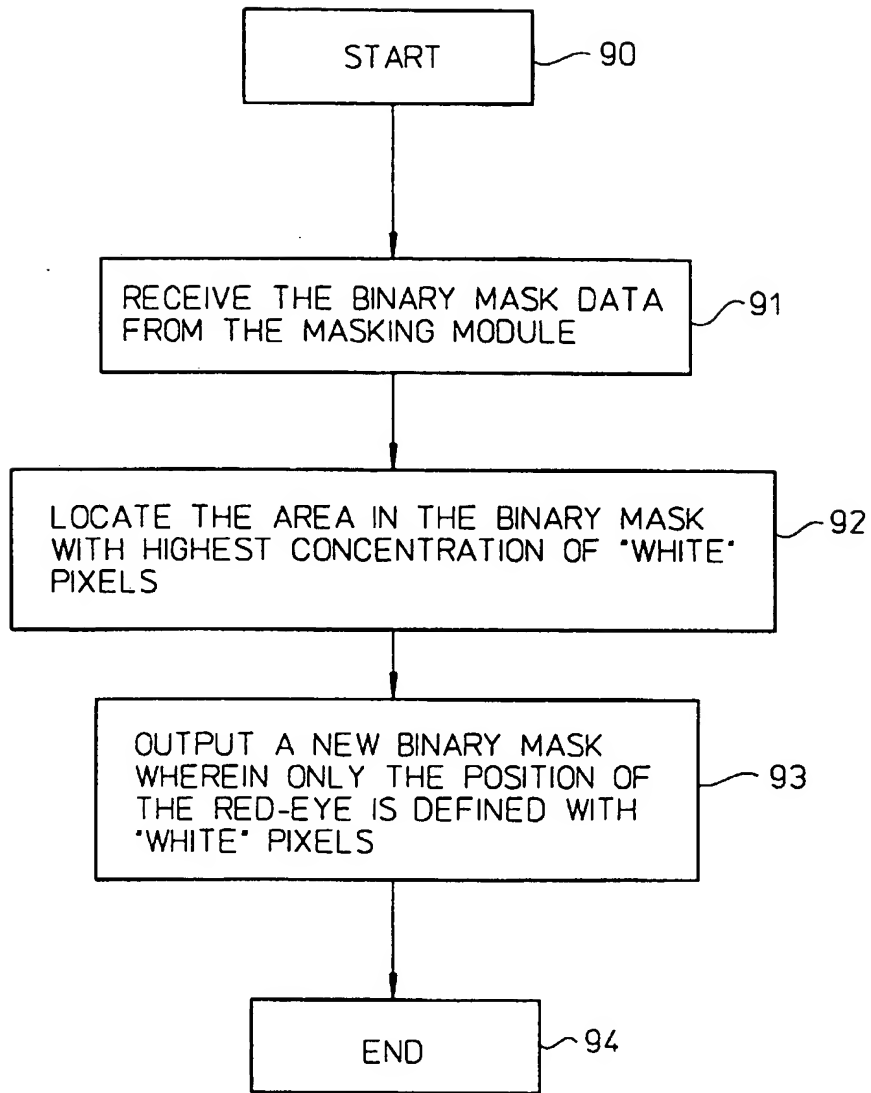 START
90
RECEIVE THE BINARY MASK DATA
FROM THE MASKING MODULE
91
LOCATE THE AREA IN THE BINARY MASK
WITH HIGHEST CONCENTRATION OF "WHITE"
PIXELS
92
OUTPUT A NEW BINARY MASK
WHEREIN ONLY THE POSITION OF
THE RED-EYE IS DEFINED WITH
"WHITE" PIXELS
93
END
94